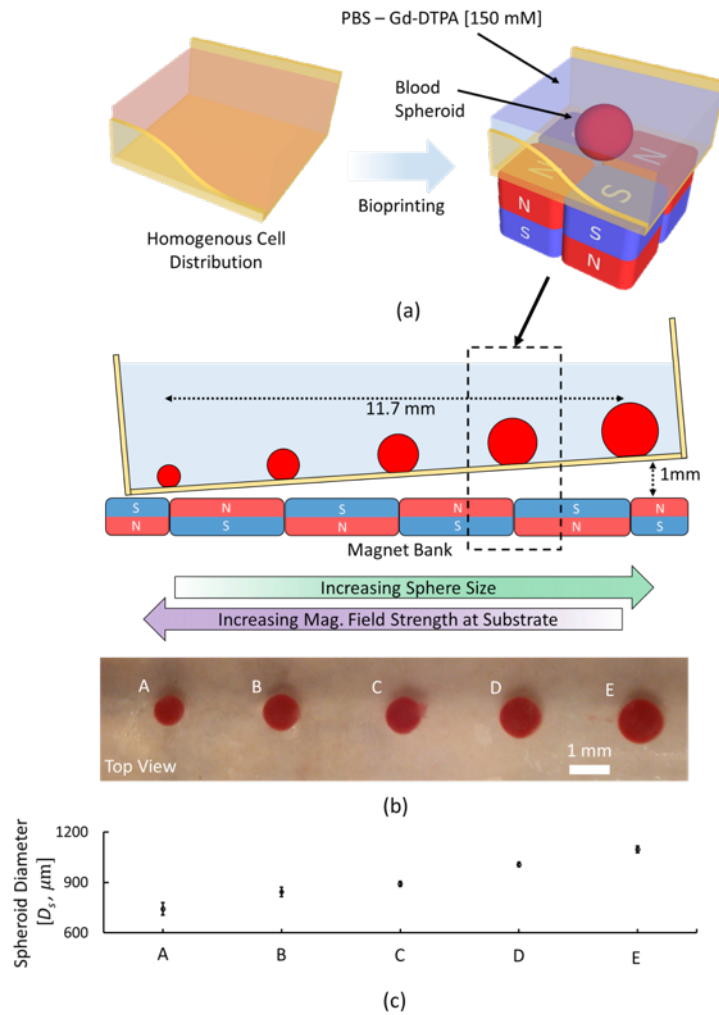 PBS – Gd-DTPA [150 mM]
Blood
Spheroid
N
N
S
N
S
S
N
Bioprinting
Homogenous Cell
Distribution
(a)
11.7 mm
1mm
S N S N S N
N S N S N S
Magnet Bank
Increasing Sphere Size
Increasing Mag. Field Strength at Substrate
A B C D E
1 mm
Top View
(b)
Spheroid Diameter
[Dₛ, μm]
1200
900
600
A B C D E
(c)